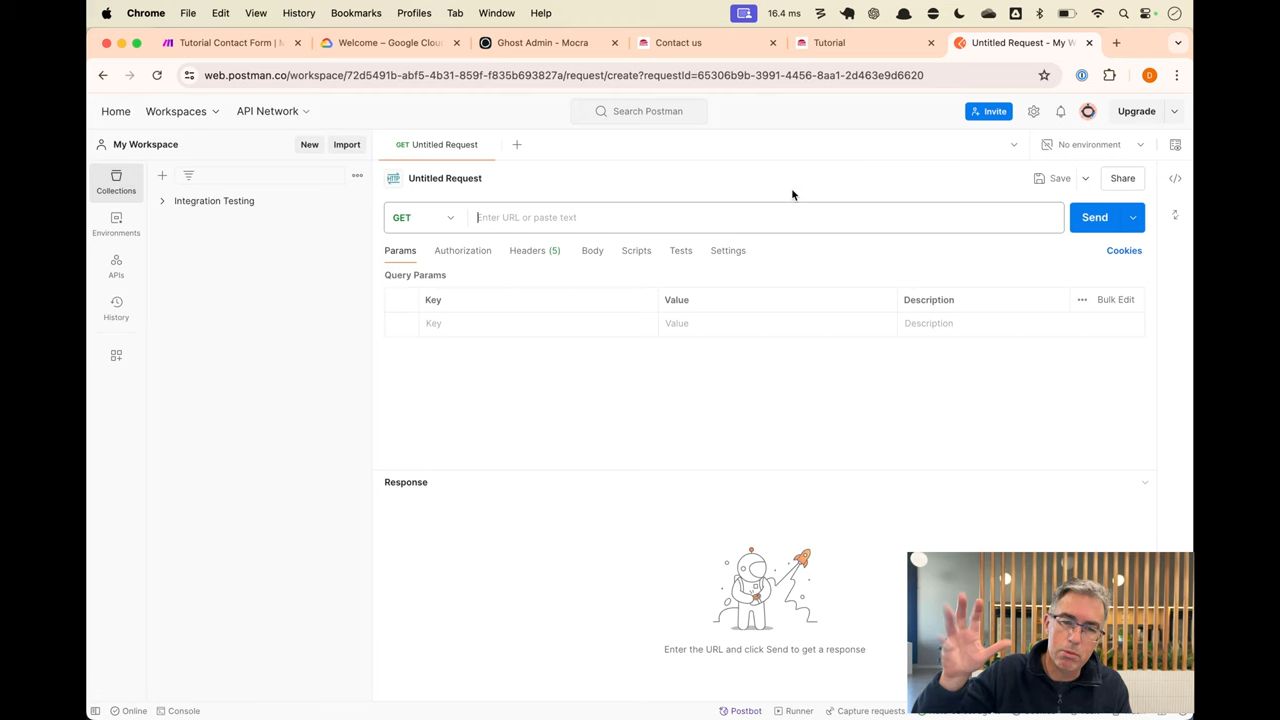 Chrome File Edit View History Bookmarks Profiles Tab Window Help 16.4 ms
Tutorial Contact Form | Welcome – Google Clou Ghost Admin - Mocra Contact us Tutorial Untitled Request - My W
web.postman.co/workspace/72d5491b-abf5-4b31-859f-f835b693827a/request/create?requestId=65306b9b-3991-4456-8aa1-2d463e9d6620 D
Home Workspaces API Network Search Postman Invite Upgrade
My Workspace New Import GET Untitled Request No environment
Collections
Integration Testing
Environments
APIs
History
HTTP Untitled Request Save Share
GET Enter URL or paste text Send
Params Authorization Headers (5) Body Scripts Tests Settings Cookies
Query Params
Key Value Description Bulk Edit
Key Value Description
Response
Enter the URL and click Send to get a response
Online Console Postbot Runner Capture requests